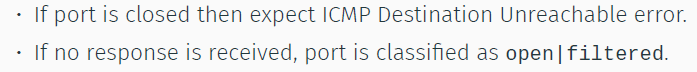 · If port is closed then expect ICMP Destination Unreachable error.
· If no response is received, port is classified as open|filtered.